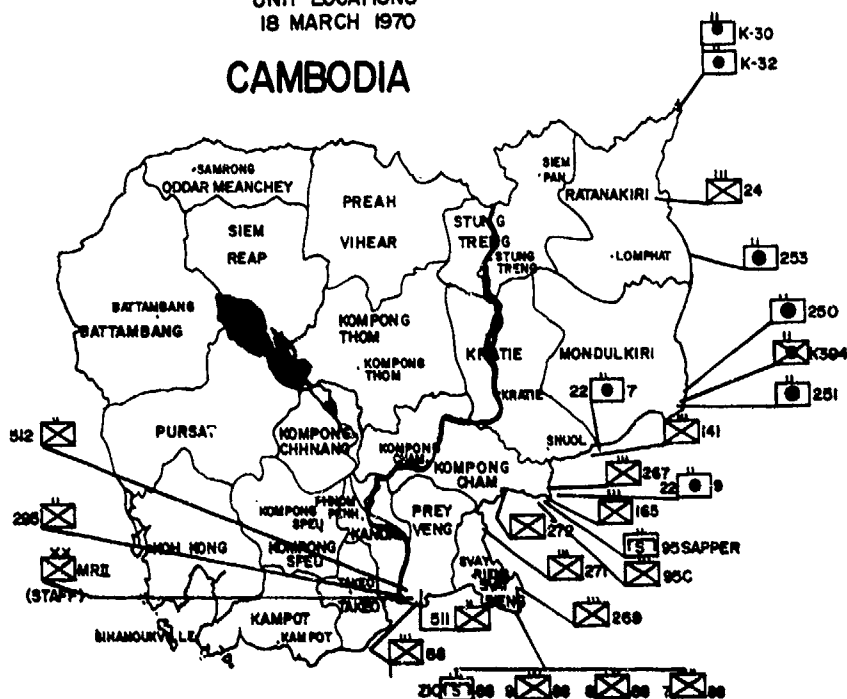 UNIT LOCATIONS
18 MARCH 1970
CAMBODIA
K-30
K-32
SAMRONG
ODDAR MEANCHEY
SIEM
PAN
RATANAKIRI
24
PREAH
VIHEAR
STUNG
TRENG
SIEM
REAP
STUNG
TRENG
LOMPHAT
253
BATTAMBANG
BATTAMBANG
KOMPONG
THOM
KOMPONG
THOM
KRATIE
MONDULKIRI
250
K394
251
KRATIE
22
7
141
512
PURSAT
KOMPONG
CHHNANG
KOMPONG
CHAM
KOMPONG
CHAM
SNUOL
267
22
9
165
295
PHNOM
PENH
KOMPONG
SPEU
KANDAL
PREY
VENG
272
95 SAPPER
KOH KONG
KOMPONG
SPEU
SVAY
RIENG
SVAY
RIENG
271
95C
MRII
(STAFF)
TAKEO
TAKEO
511
269
KAMPOT
KAMPOT
SIHANOUKVILLE
88